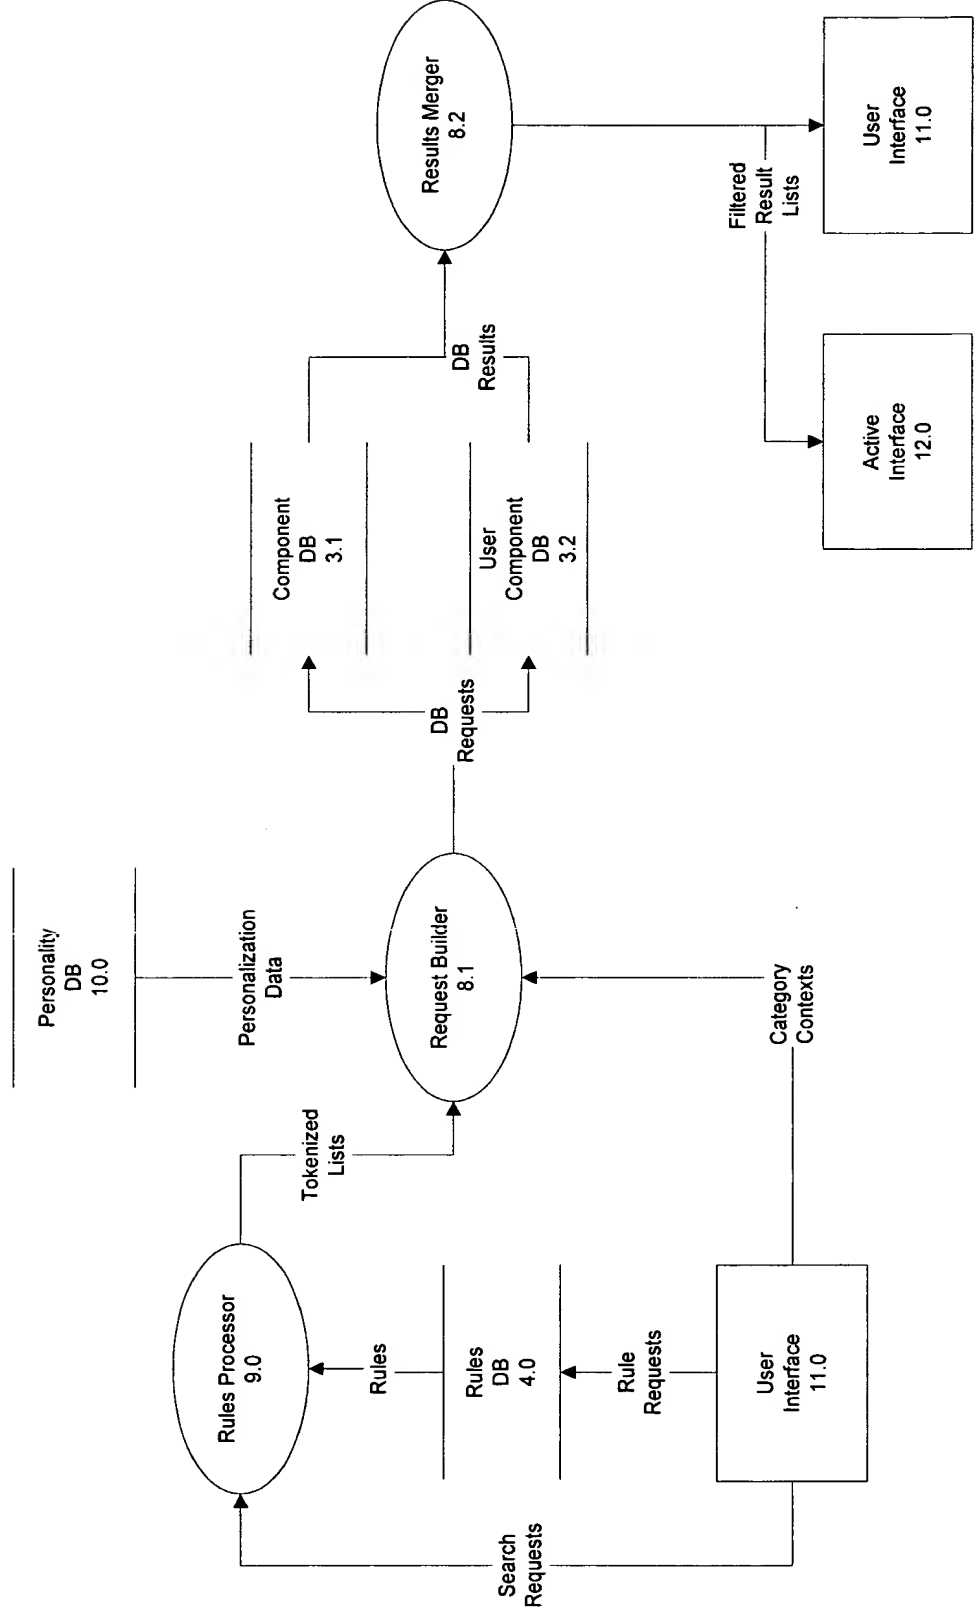 Personality
DB
10.0
Rules Processor
9.0
Personalization
Data
Component
DB
3.1
Tokenized
Lists
Rules
Request Builder
8.1
DB
Requests
DB
Results
Results Merger
8.2
Rules
DB
4.0
User
Component
DB
3.2
Search
Requests
Rule
Requests
Filtered
Result
Lists
User
Interface
11.0
Category
Contexts
Active
Interface
12.0
User
Interface
11.0